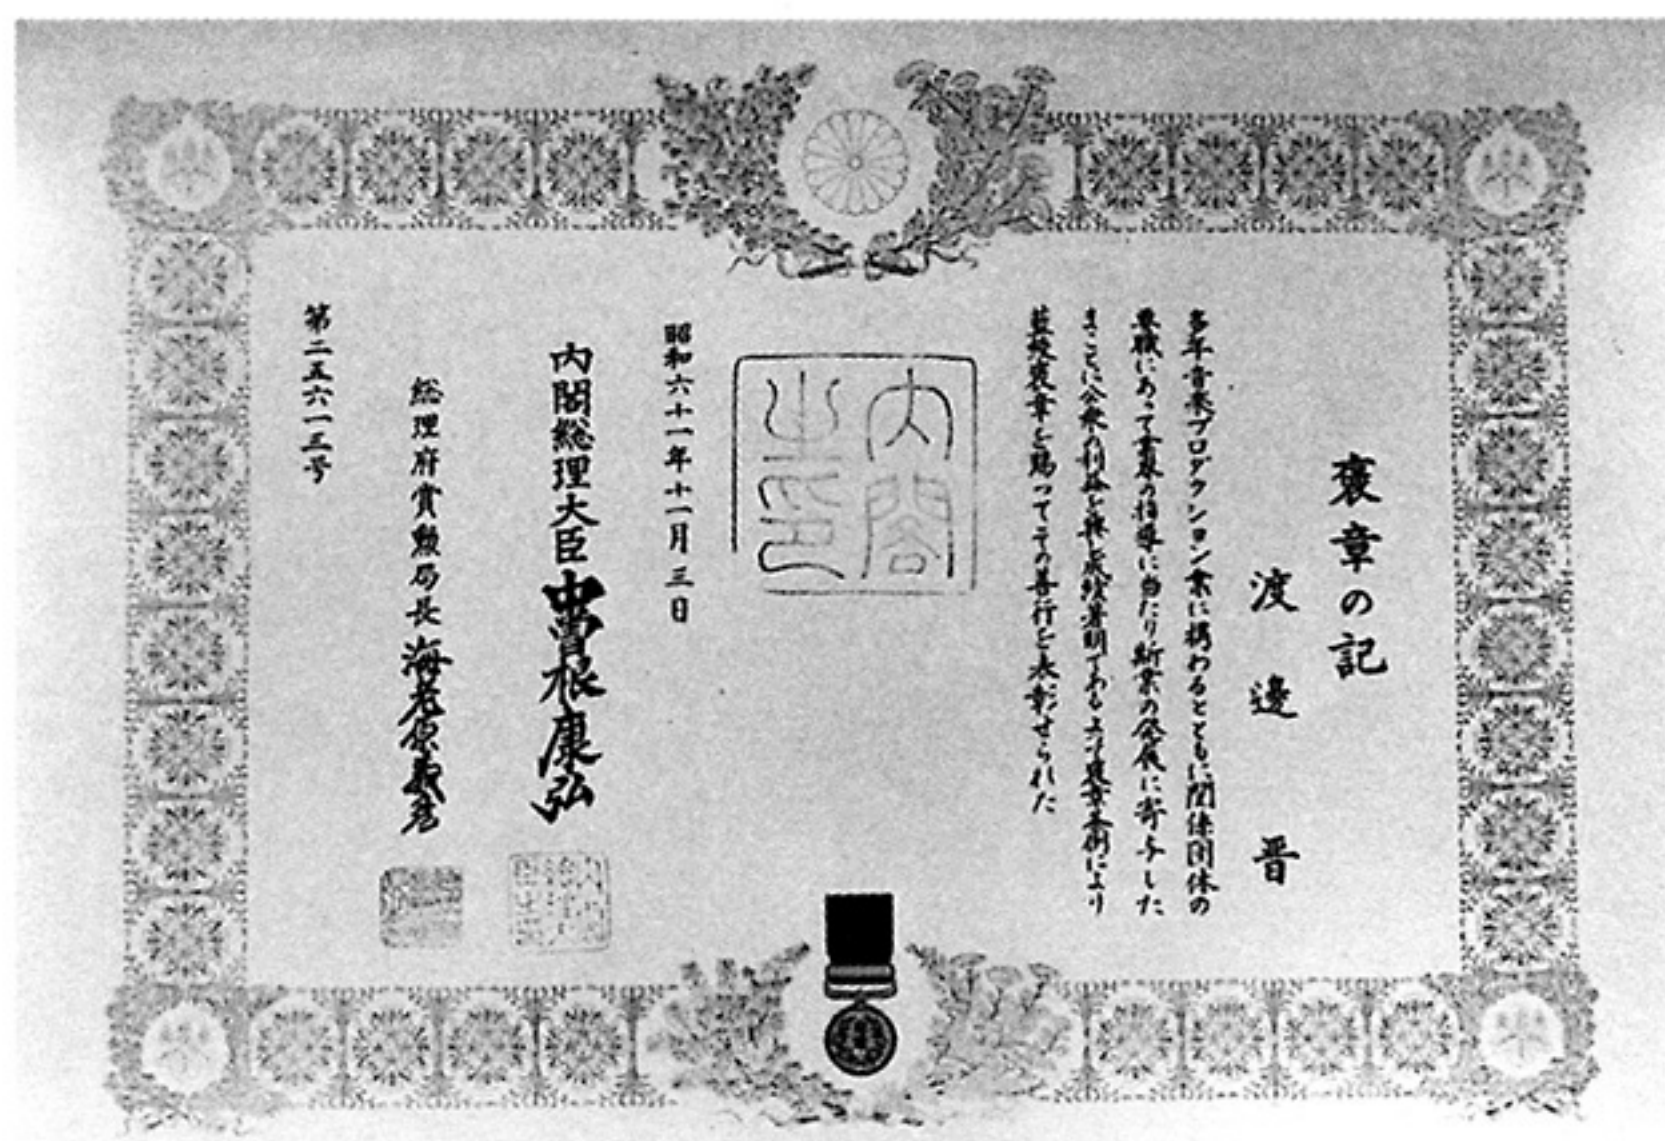 褒章の記
渡邉晋
多年音楽プロダクション業に携わるとともに関係団体の
要職にあって業界の指導に当たり斯業の発展に寄与した
まことに公衆の利益を興し成績著明であるよって褒章条例により
藍綬褒章を賜ってその善行を表彰せられた
内閣
之印
昭和六十一年十一月三日
内閣総理大臣 中曽根康弘
総理府賞勲局長 海老原義彦
第二五六一三号